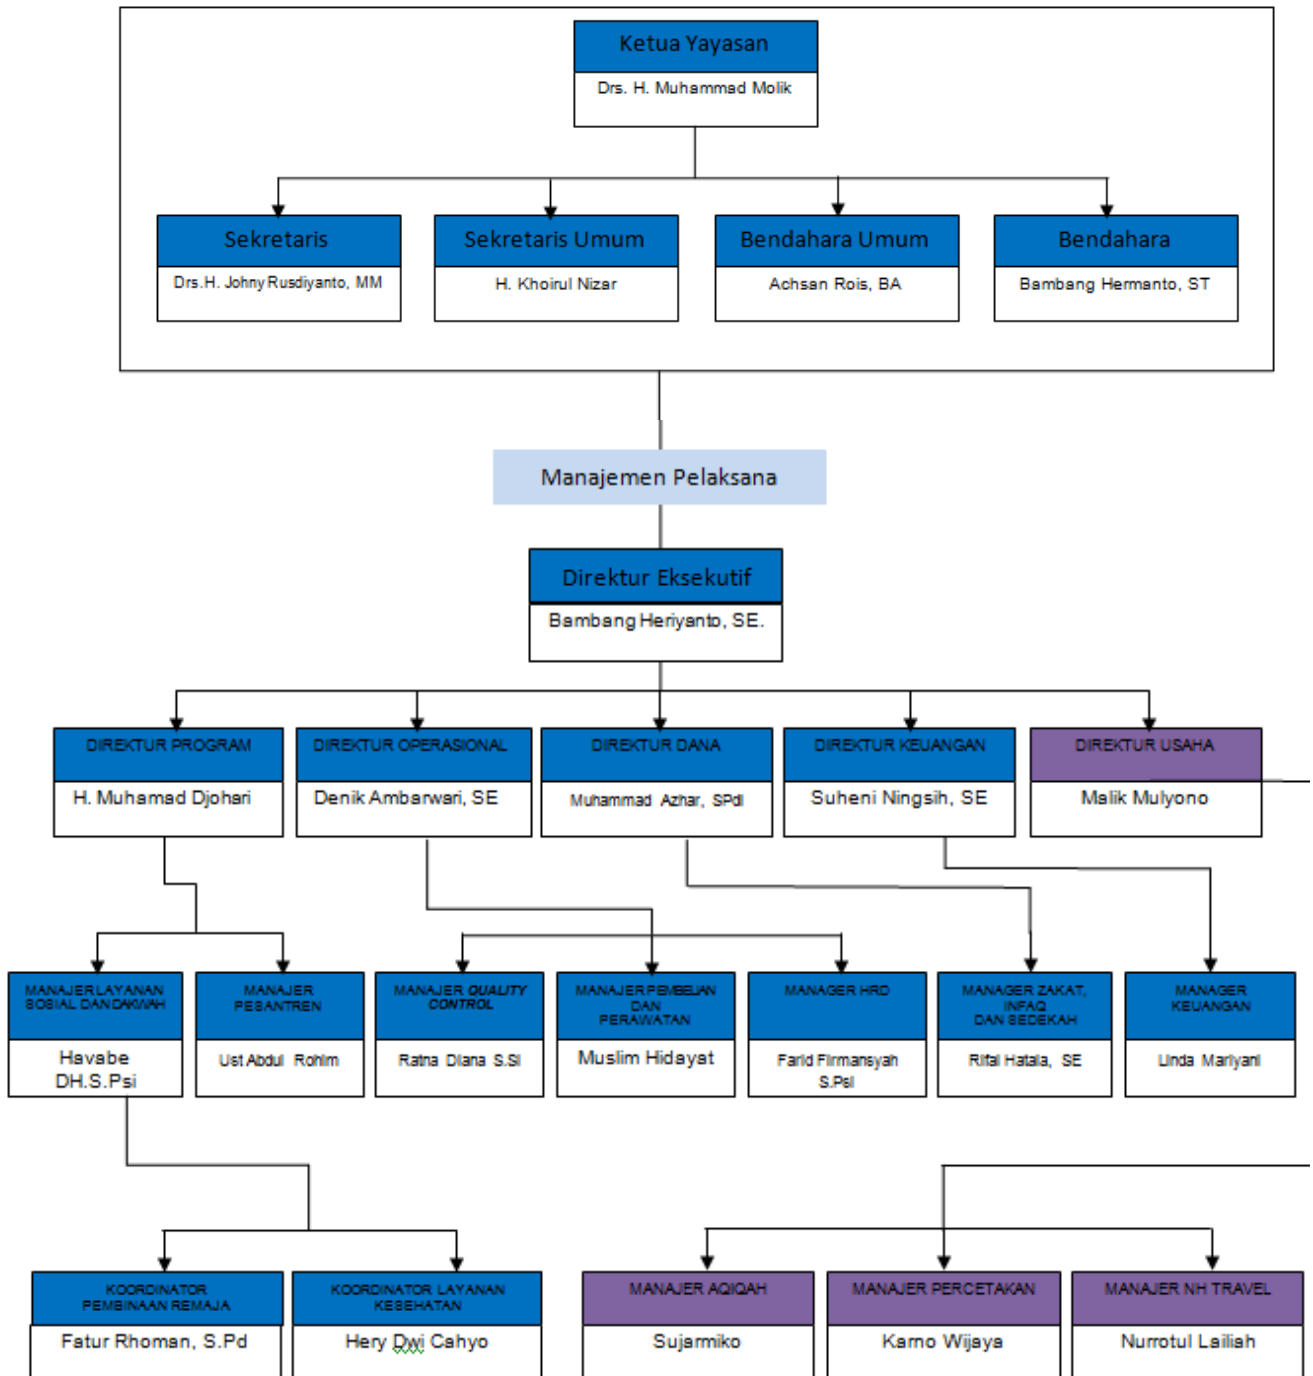 Ketua Yayasan
Drs. H. Muhammad Molik
Sekretaris
Drs.H. Johny Rusdiyanto, MM
Sekretaris Umum
H. Khoirul Nizar
Bendahara Umum
Achsan Rois, BA
Bendahara
Bambang Hermanto, ST
Manajemen Pelaksana
Direktur Eksekutif
Bambang Heriyanto, SE.
DIREKTUR PROGRAM
H. Muhamad Djohari
DIREKTUR OPERASIONAL
Denik Ambarwari, SE
DIREKTUR DANA
Muhammad Azhar, SPdI
DIREKTUR KEUANGAN
Suheni Ningsih, SE
DIREKTUR USAHA
Malik Mulyono
MANAJER LAYANAN
SOSIAL DAN DAKWAH
Havabe
DH.S.Psi
MANAJER
PESANTREN
Ust Abdul Rohim
MANAJER QUALITY
CONTROL
Ratna Diana S.Si
MANAJER PEMBELIAN
DAN
PERAWATAN
Muslim Hidayat
MANAGER HRD
Farid Firmansyah
S.Psi
MANAGER ZAKAT,
INFAQ
DAN SEDEKAH
Rifai Hatala, SE
MANAGER
KEUANGAN
Linda Mariyani
KOORDINATOR
PEMBINAAN REMAJA
Fatur Rhoman, S.Pd
KOORDINATOR LAYANAN
KESEHATAN
Hery Dwi Cahyo
MANAJER AQIQAH
Sujarmiko
MANAJER PERCETAKAN
Karno Wijaya
MANAJER NH TRAVEL
Nurrotul Lailiah